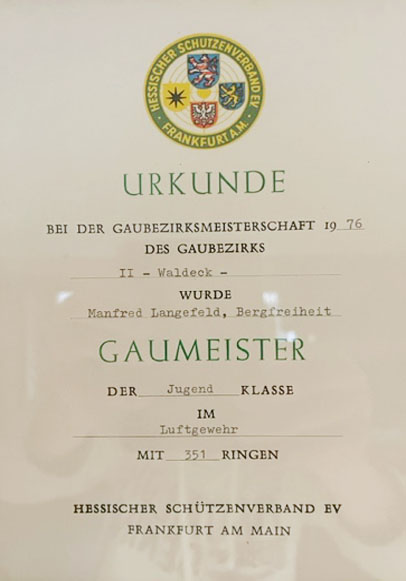 HESSISCHER SCHÜTZENVERBAND EV
FRANKFURT A.M.
URKUNDE
BEI DER GAUBEZIRKSMEISTERSCHAFT 19 76
DES GAUBEZIRKS
II - Waldeck -
WURDE
Manfred Langefeld, Bergfreiheit
GAUMEISTER
DER Jugend KLASSE
IM
Luftgewehr
MIT 351 RINGEN
HESSISCHER SCHÜTZENVERBAND EV
FRANKFURT AM MAIN